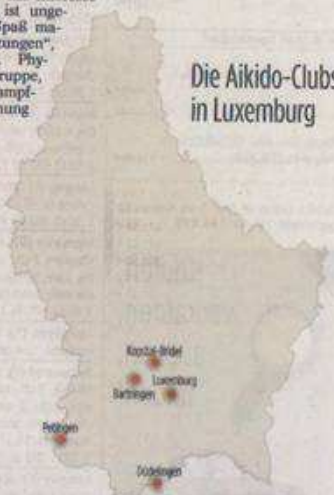 ist unge-
Spaß ma-
tungen",
Phy-
ruppe,
ampf-
nung
Die Aikido-Clubs
in Luxemburg
Kopstal-Bridel
Luxemburg
Bartringen
Petingen
Düdelingen